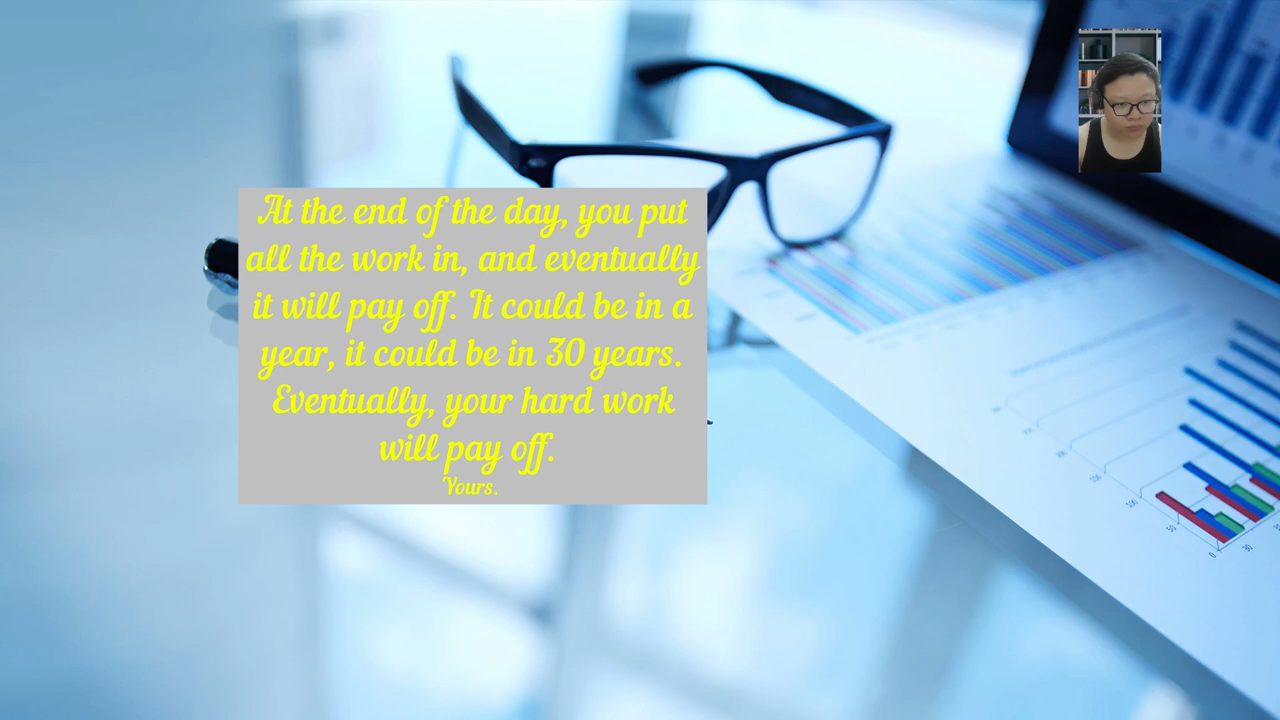 At the end of the day, you put
all the work in, and eventually
it will pay off. It could be in a
year, it could be in 30 years.
Eventually, your hard work
will pay off.
Yours.